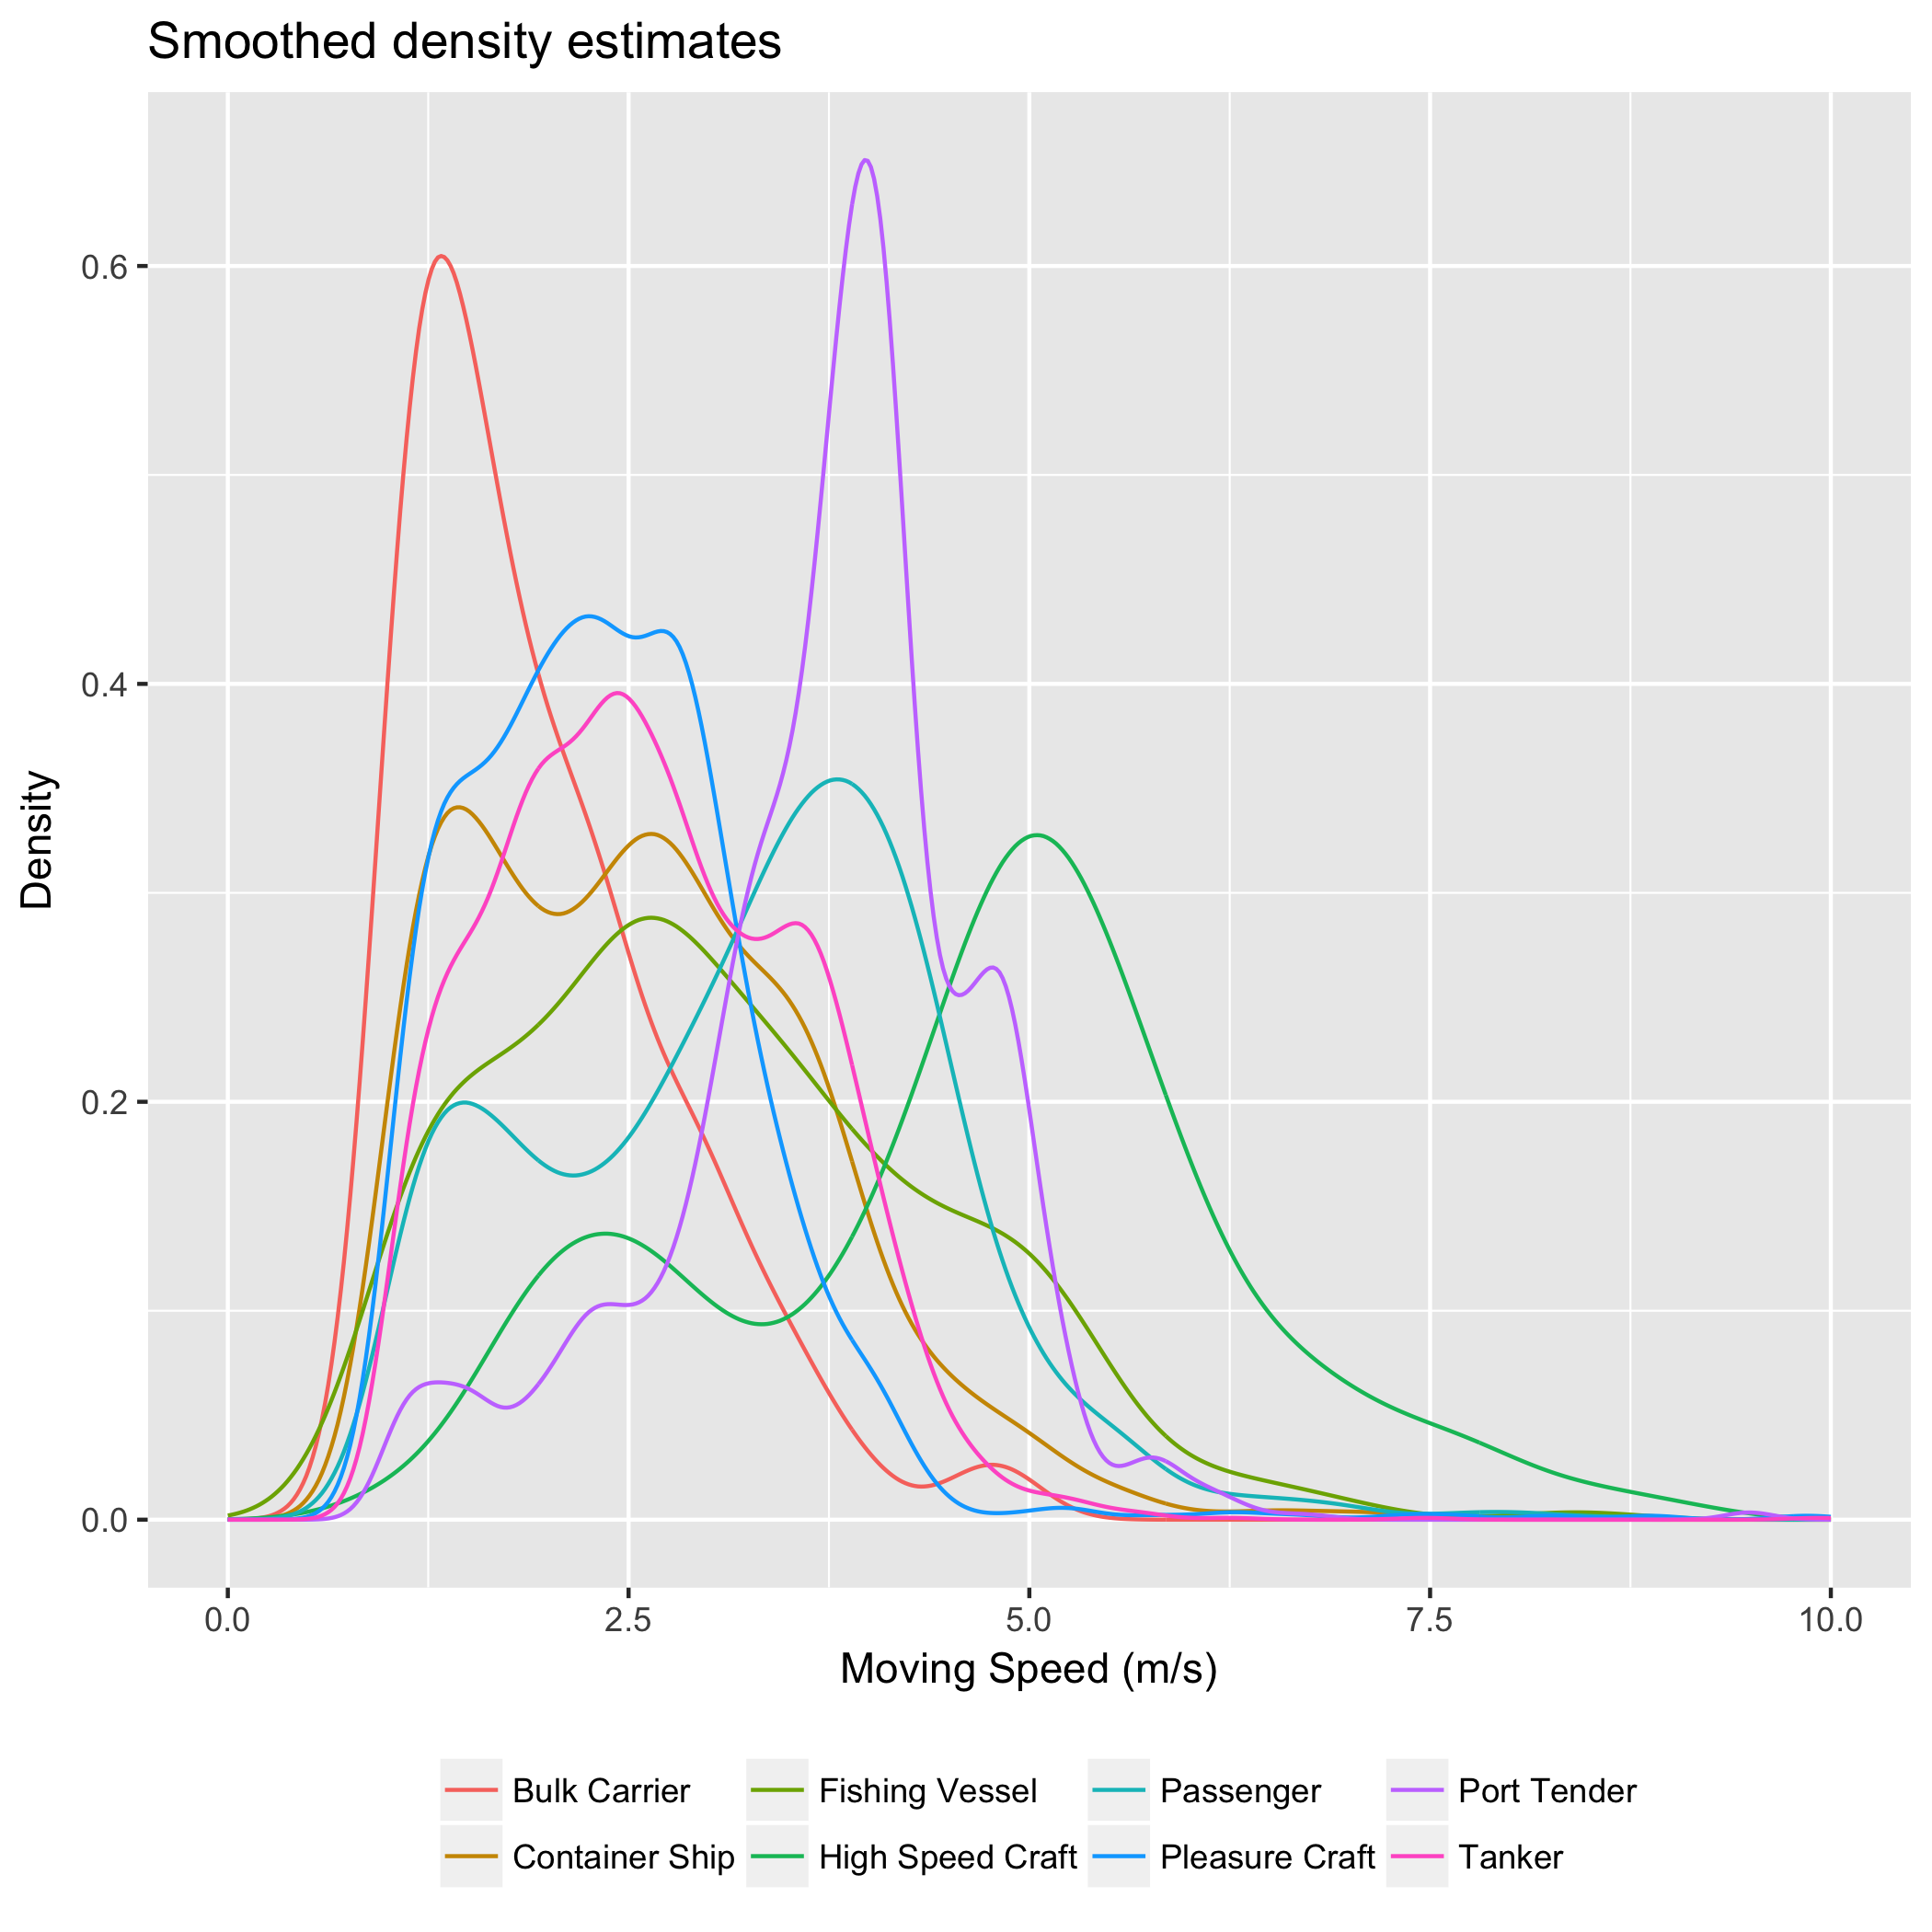 Smoothed density estimates
Density
0.6
0.4
0.2
0.0
0.0 2.5 5.0 7.5 10.0
Moving Speed (m/s)
Bulk Carrier Fishing Vessel Passenger Port Tender
Container Ship High Speed Craft Pleasure Craft Tanker